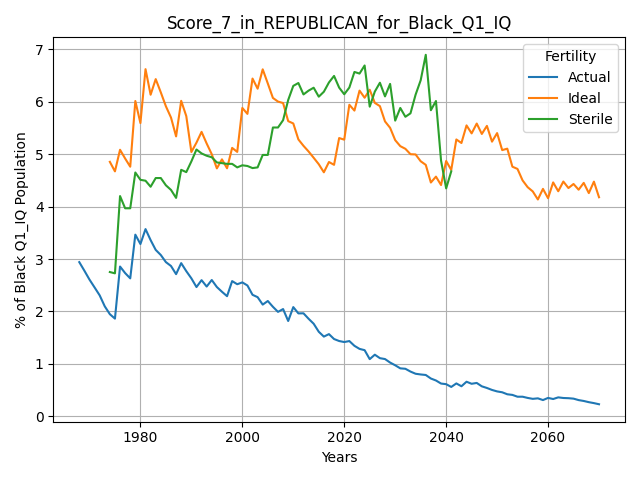 Score_7_in_REPUBLICAN_for_Black_Q1_IQ
% of Black Q1_IQ Population
7
6
5
4
3
2
1
0
Fertility
Actual
Ideal
Sterile
1980
2000
2020
2040
2060
Years